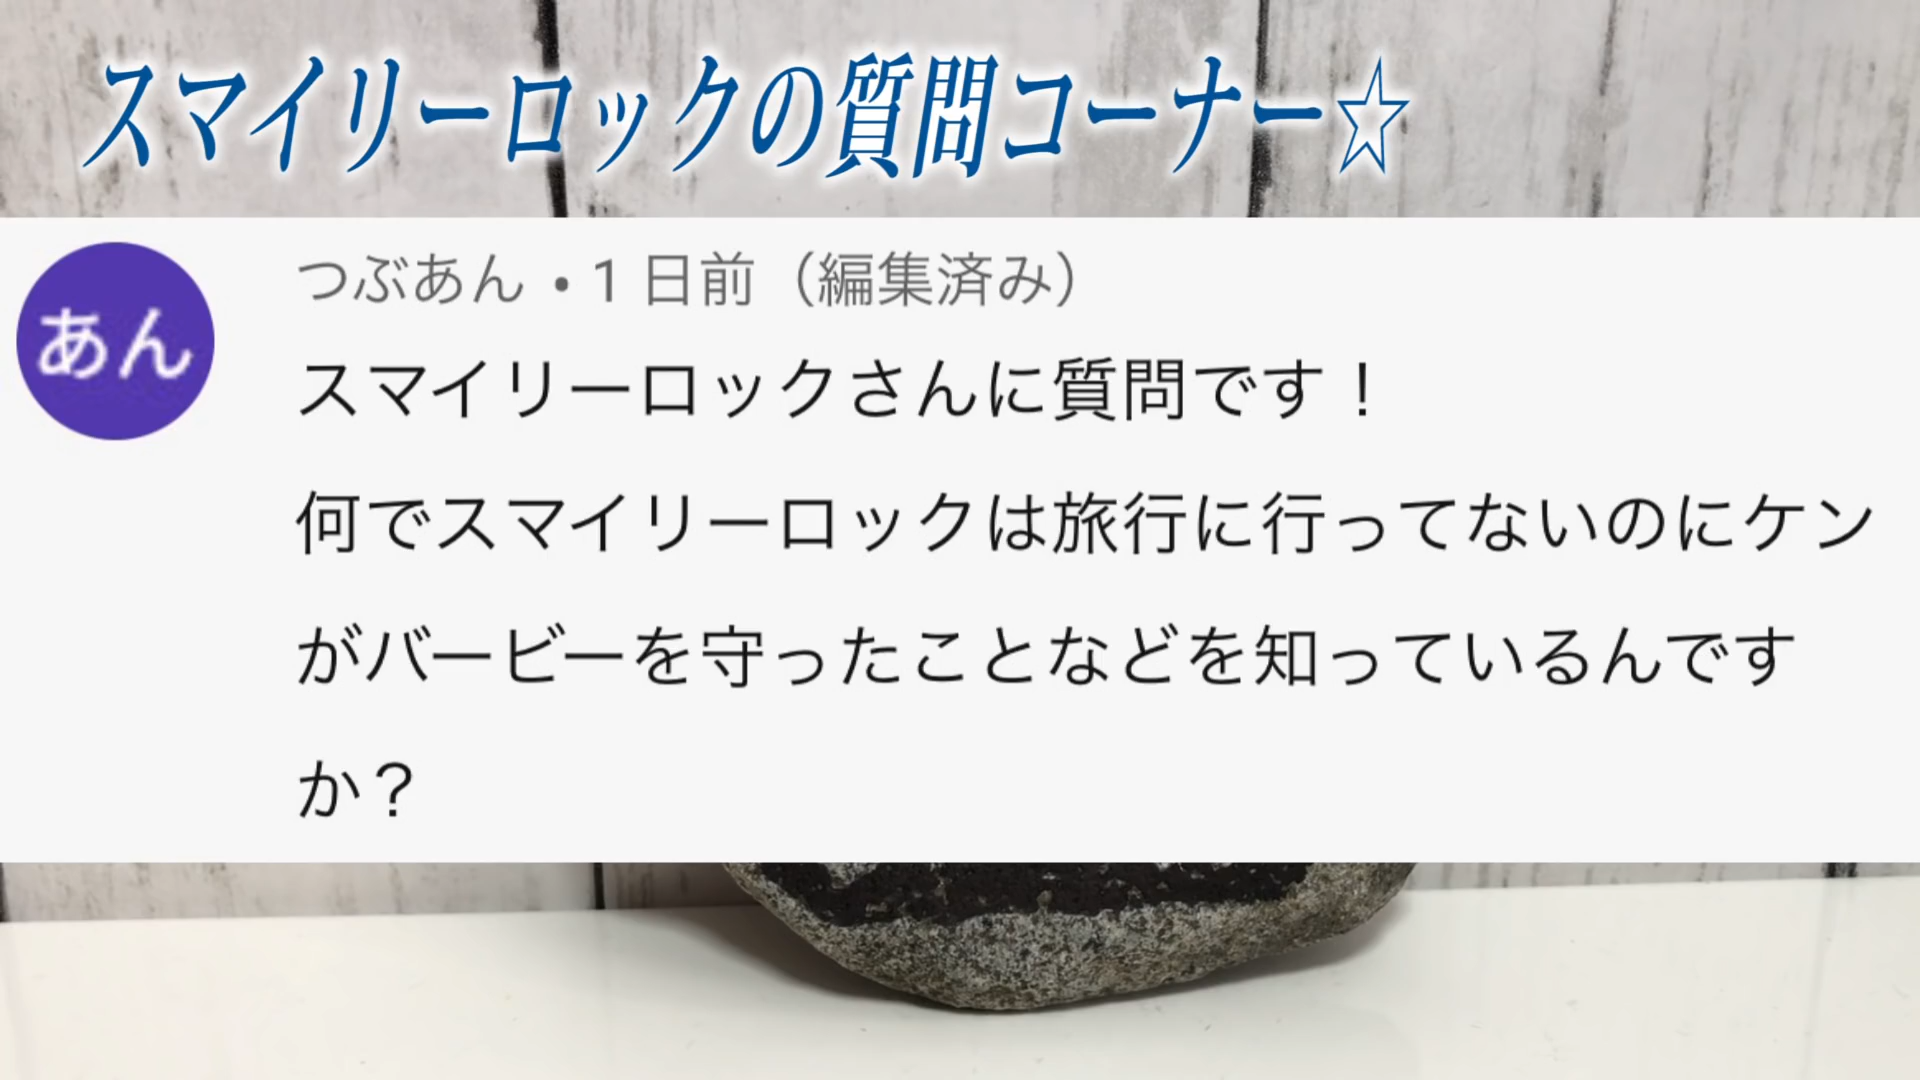 スマイリーロックの質問コーナー☆
あん
つぶあん • 1 日前（編集済み）
スマイリーロックさんに質問です！
何でスマイリーロックは旅行に行ってないのにケン
がバービーを守ったことなどを知っているんです
か？